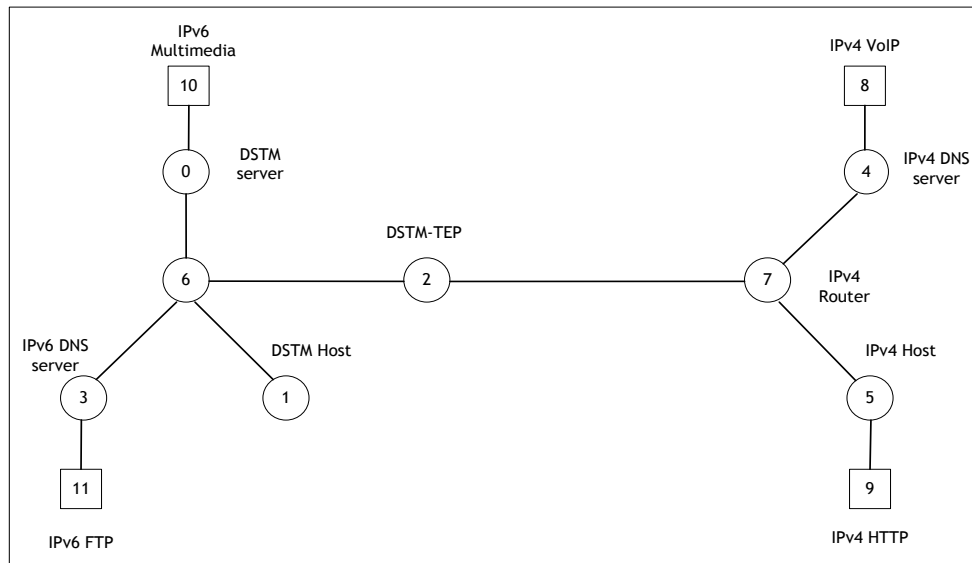 IPv6
Multimedia
10
IPv4 VoIP
8
0
DSTM
server
4
IPv4 DNS
server
DSTM-TEP
6
2
7
IPv4
Router
IPv6 DNS
server
3
DSTM Host
1
IPv4 Host
5
11
9
IPv6 FTP
IPv4 HTTP